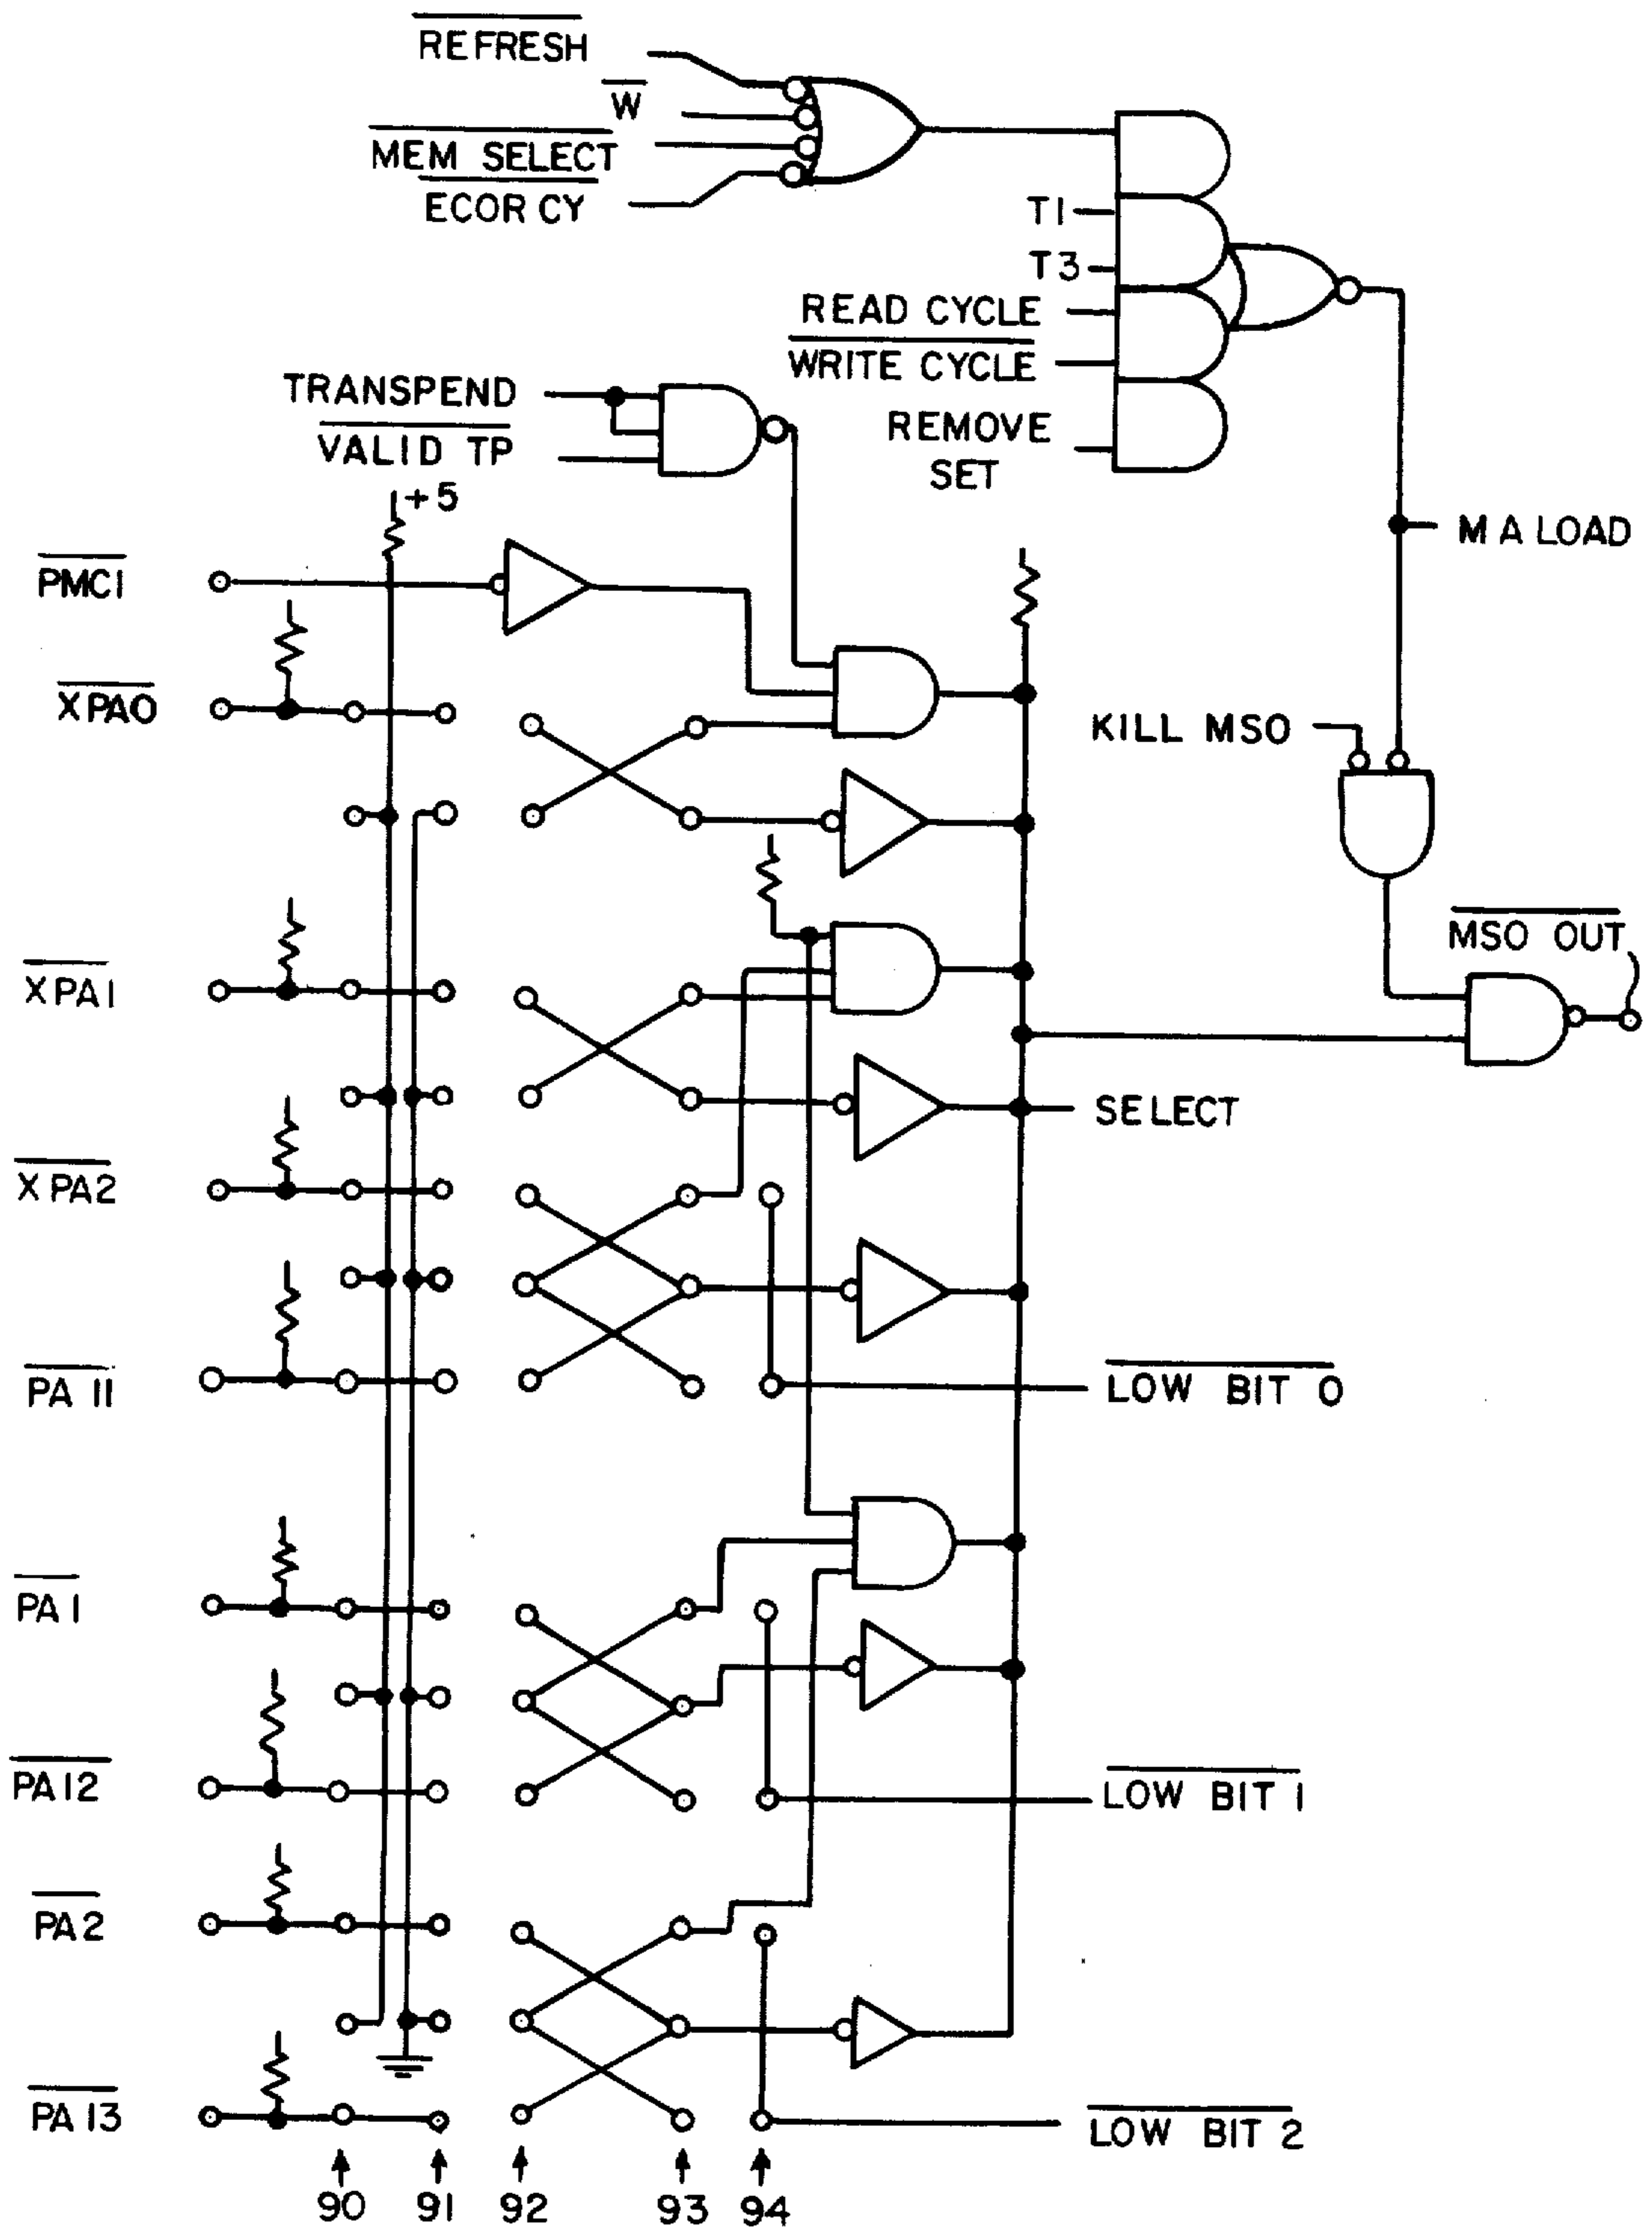 REFRESH
W
MEM SELECT
ECOR CY
T1
T3
READ CYCLE
WRITE CYCLE
TRANSPEND
REMOVE
SET
VALID TP
+5
MA LOAD
PMC1
XPA0
KILL MSO
MSO OUT
XPA1
SELECT
XPA2
PA 11
LOW BIT 0
PA 1
PA 12
LOW BIT 1
PA 2
PA 13
LOW BIT 2
90 91 92 93 94